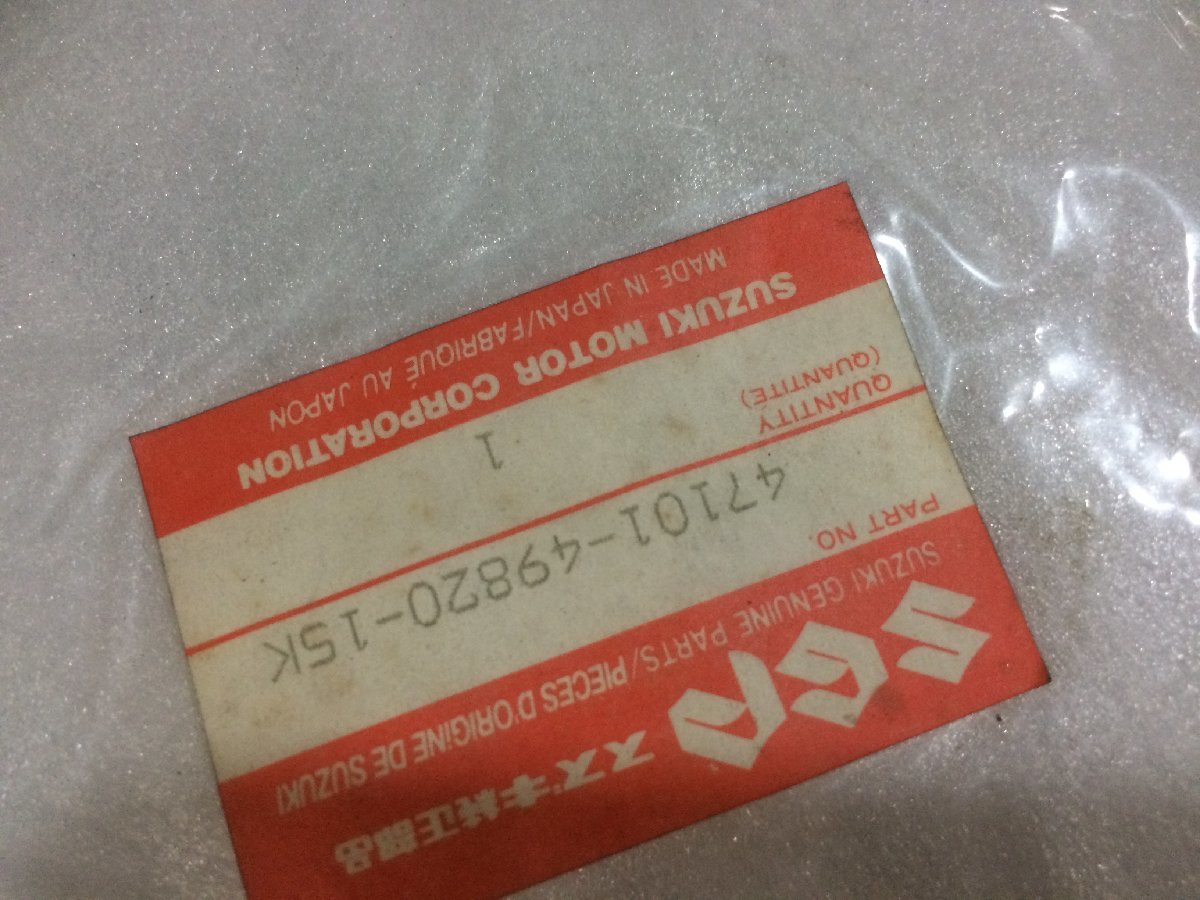 SGP スズキ純正部品
SUZUKI GENUINE PARTS/PIECES D'ORIGINE DE SUZUKI
PART NO.
47101-49820-15K
QUANTITY
(QUANTITE)
1
SUZUKI MOTOR CORPORATION
MADE IN JAPAN/FABRIQUÉ AU JAPON